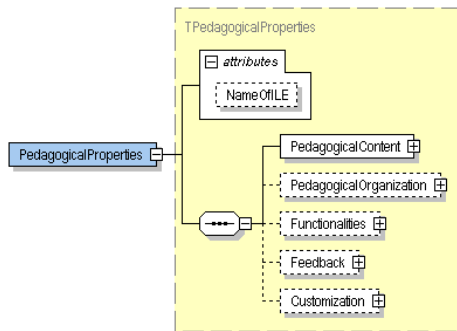 TPedagogicalProperties
attributes
NameOfILE
PedagogicalProperties
PedagogicalContent
PedagogicalOrganization
Functionalities
Feedback
Customization